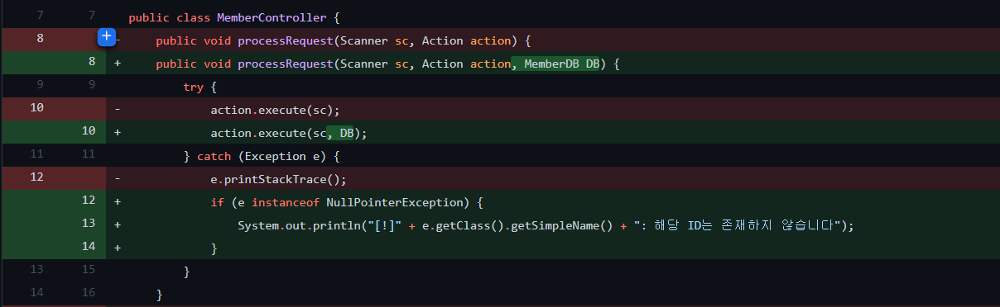 7 7 public class MemberController {
8 - public void processRequest(Scanner sc, Action action) {
8 + public void processRequest(Scanner sc, Action action, MemberDB DB) {
9 9 try {
10 - action.execute(sc);
10 + action.execute(sc, DB);
11 11 } catch (Exception e) {
12 - e.printStackTrace();
12 + if (e instanceof NullPointerException) {
13 + System.out.println("[!]" + e.getClass().getSimpleName() + ": 해당 ID는 존재하지 않습니다");
14 + }
13 15 }
14 16 }